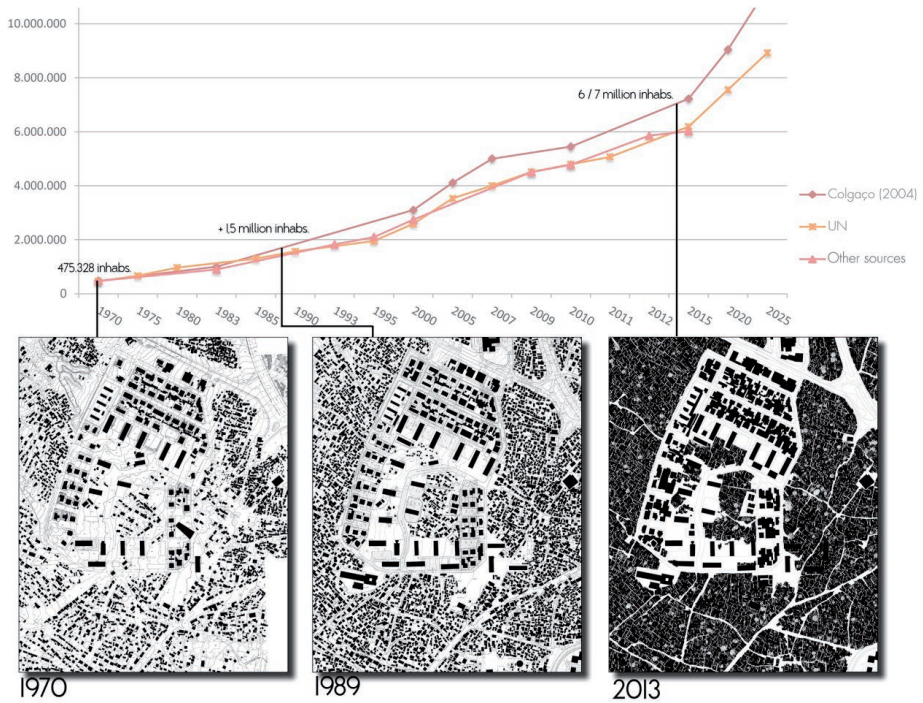 10.000.000
8.000.000
6 / 7 million inhabs.
6.000.000
Colgaço (2004)
4.000.000
UN
+ 1,5 million inhabs.
2.000.000
Other sources
475.328 inhabs.
0
1970 1975 1980 1983 1985 1990 1993 1995 2000 2005 2007 2009 2010 2011 2012 2015 2020 2025
1970
1989
2013